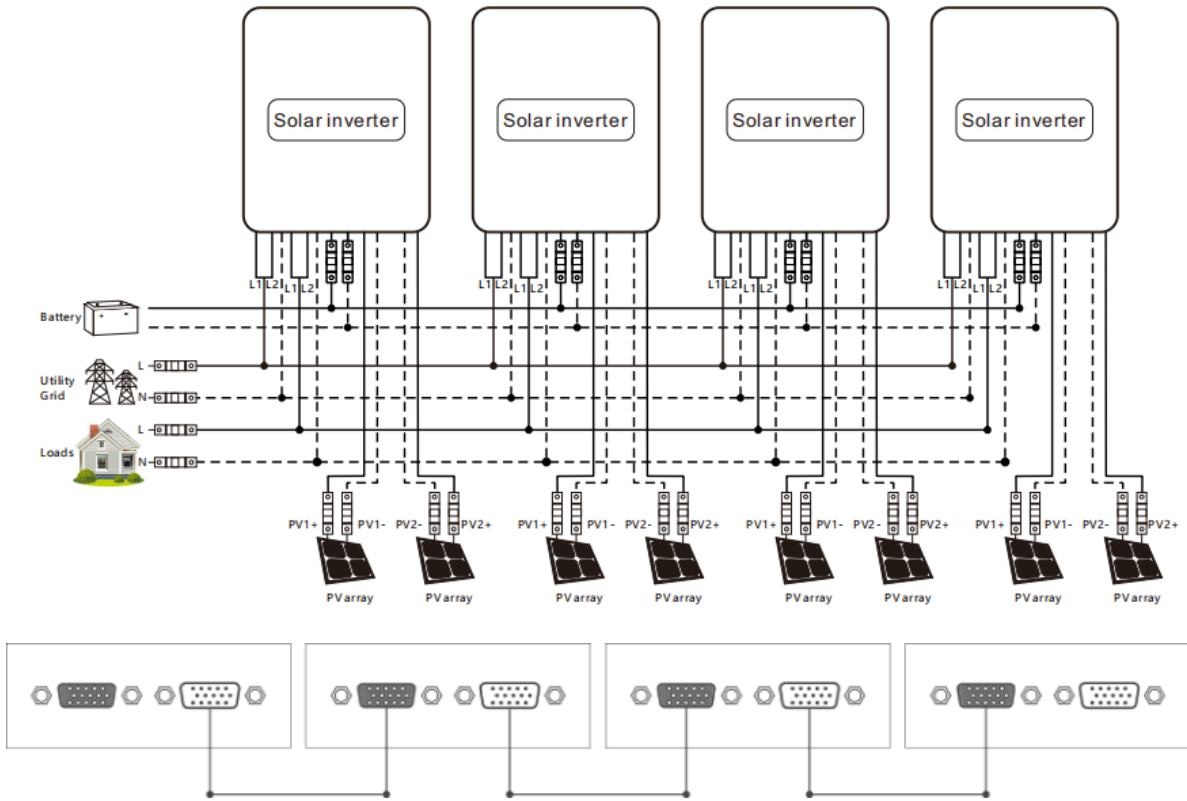 Solar inverter Solar inverter Solar inverter Solar inverter
L1 L2 L1 L2 L1 L2 L1 L2 L1 L2 L1 L2 L1 L2 L1 L2
Battery
L
Utility
Grid
N
L
Loads
N
PV1+ PV1- PV2- PV2+ PV1+ PV1- PV2- PV2+ PV1+ PV1- PV2- PV2+ PV1+ PV1- PV2- PV2+
PV array PV array PV array PV array PV array PV array PV array PV array